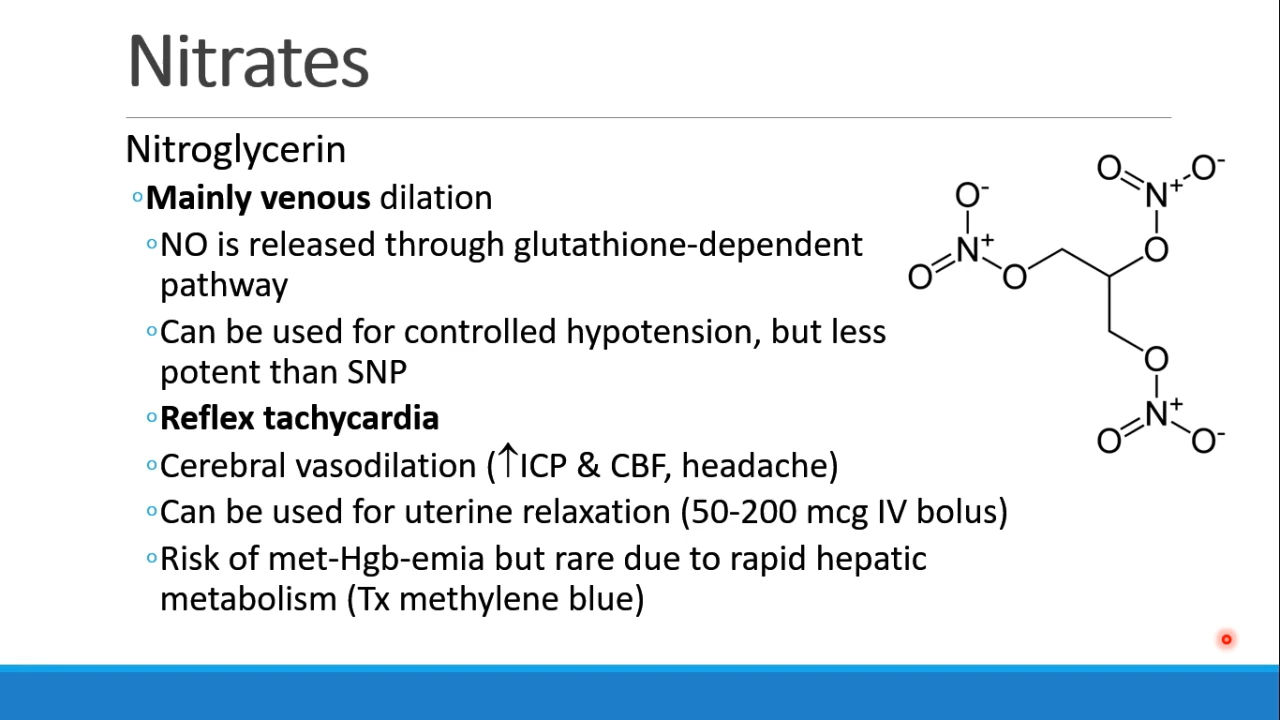 Nitrates
Nitroglycerin
◦Mainly venous dilation
◦NO is released through glutathione-dependent
pathway
◦Can be used for controlled hypotension, but less
potent than SNP
◦Reflex tachycardia
◦Cerebral vasodilation (↑ICP & CBF, headache)
◦Can be used for uterine relaxation (50-200 mcg IV bolus)
◦Risk of met-Hgb-emia but rare due to rapid hepatic
metabolism (Tx methylene blue)
O N+ O-
O-
N+ O
O O
O
N+
O O-